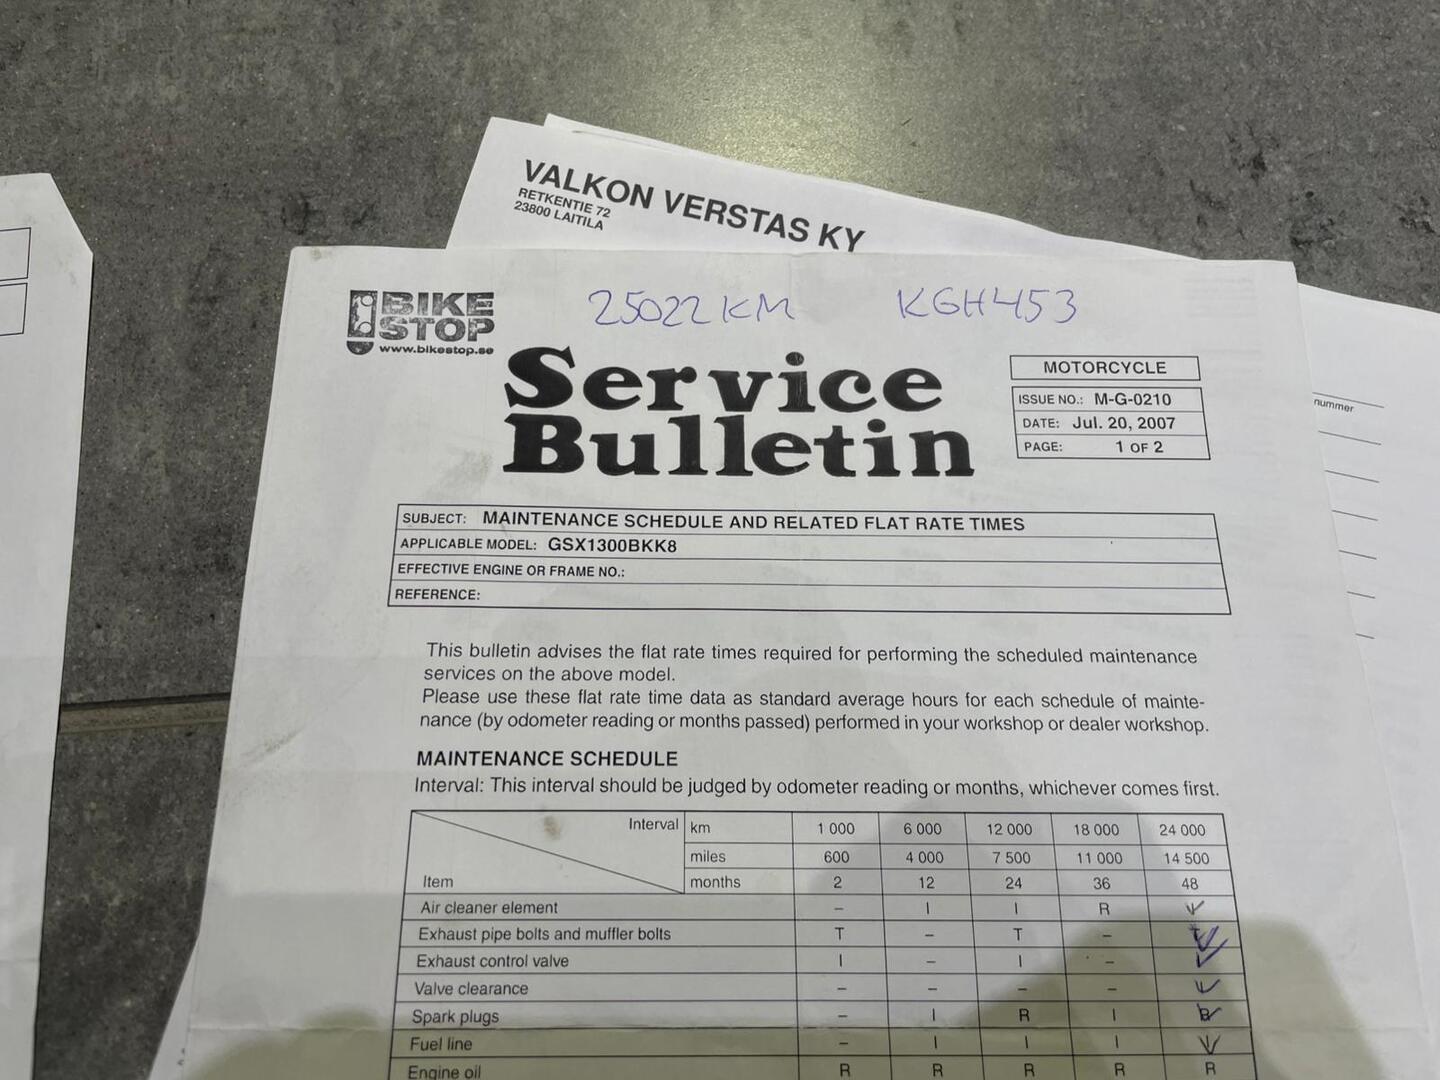 VALKON VERSTAS KY
RETKENTIE 72
23800 LAITILA
BIKE
STOP
www.bikestop.se
25022 KM KGH453
Service
Bulletin
MOTORCYCLE
ISSUE NO.: M-G-0210
DATE: Jul. 20, 2007
PAGE: 1 OF 2
nummer
SUBJECT: MAINTENANCE SCHEDULE AND RELATED FLAT RATE TIMES
APPLICABLE MODEL: GSX1300BKK8
EFFECTIVE ENGINE OR FRAME NO.:
REFERENCE:
This bulletin advises the flat rate times required for performing the scheduled maintenance
services on the above model.
Please use these flat rate time data as standard average hours for each schedule of mainte-
nance (by odometer reading or months passed) performed in your workshop or dealer workshop.
MAINTENANCE SCHEDULE
Interval: This interval should be judged by odometer reading or months, whichever comes first.
Interval km 1 000 6 000 12 000 18 000 24 000
miles 600 4 000 7 500 11 000 14 500
Item months 2 12 24 36 48
Air cleaner element – I I R I
Exhaust pipe bolts and muffler bolts T – T – T
Exhaust control valve I – I –
Valve clearance – – – –
Spark plugs – I R I R
Fuel line – I I I I
Engine oil R R R R R